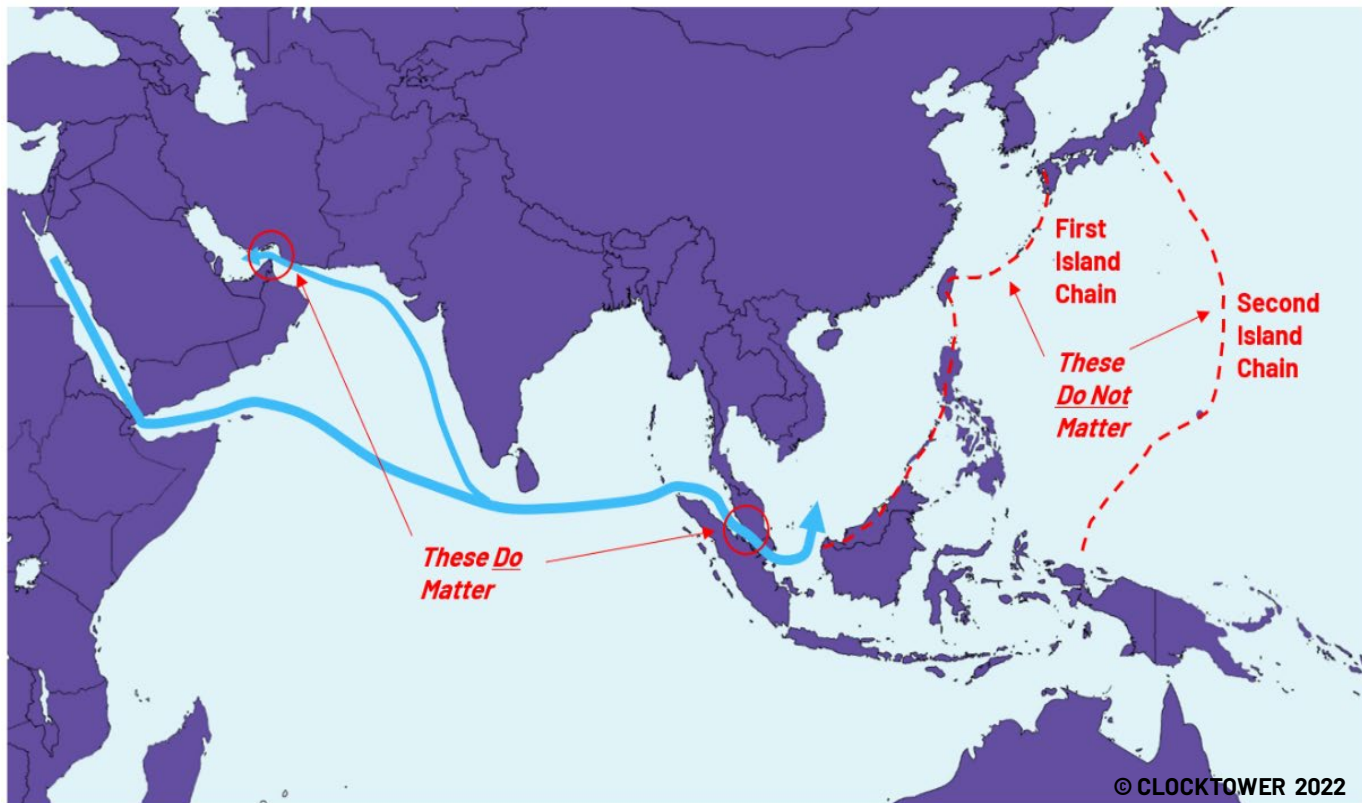 First
Island
Chain
Second
Island
Chain
These
Do Not
Matter
These Do
Matter
© CLOCKTOWER 2022